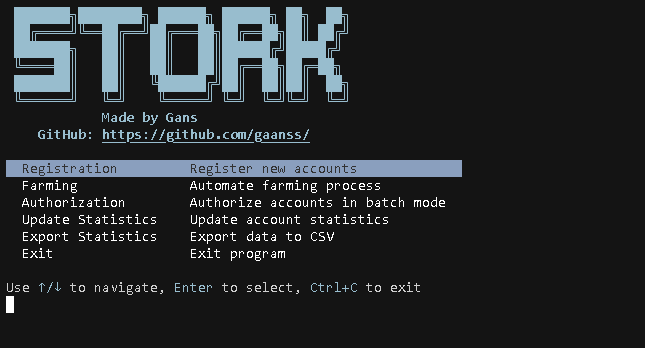 STORK
Made by Gans
GitHub: https://github.com/gaanss/
Registration Register new accounts
Farming Automate farming process
Authorization Authorize accounts in batch mode
Update Statistics Update account statistics
Export Statistics Export data to CSV
Exit Exit program
Use ↑/↓ to navigate, Enter to select, Ctrl+C to exit